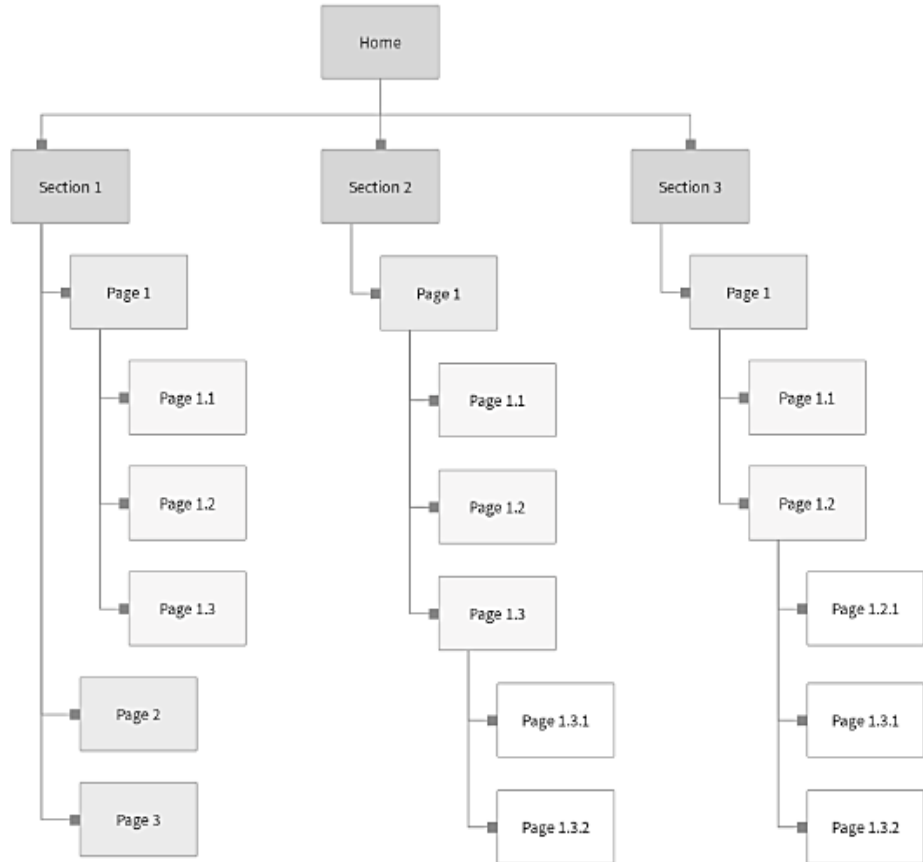 Home
Section 1
Section 2
Section 3
Page 1
Page 1.1
Page 1.2
Page 1.3
Page 2
Page 3
Page 1
Page 1.1
Page 1.2
Page 1.3
Page 1.3.1
Page 1.3.2
Page 1
Page 1.1
Page 1.2
Page 1.2.1
Page 1.3.1
Page 1.3.2